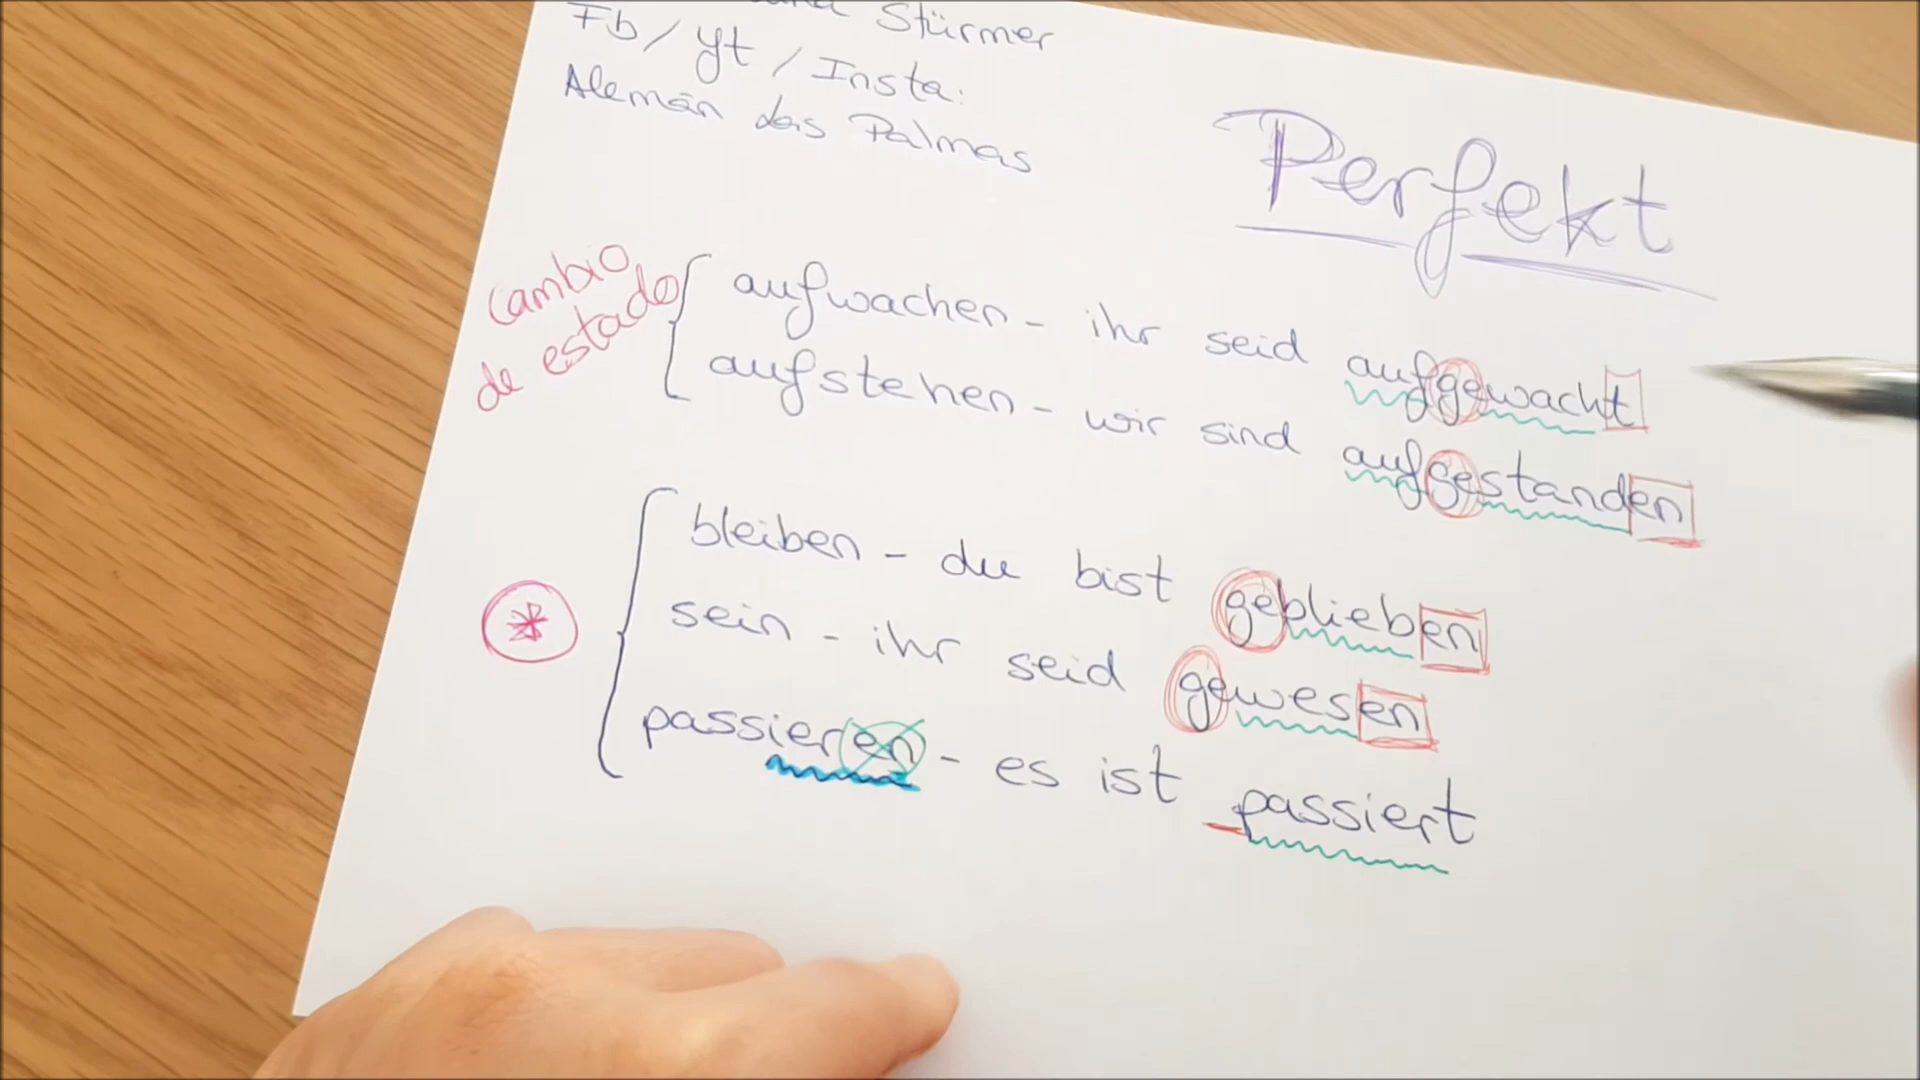 Stürmer
Fb / yt / Insta:
Alemán las Palmas
Perfekt
cambio
de estado
aufwachen - ihr seid aufgewacht
aufstehen - wir sind aufgestanden
*
bleiben - du bist geblieben
sein - ihr seid gewesen
passieren - es ist passiert